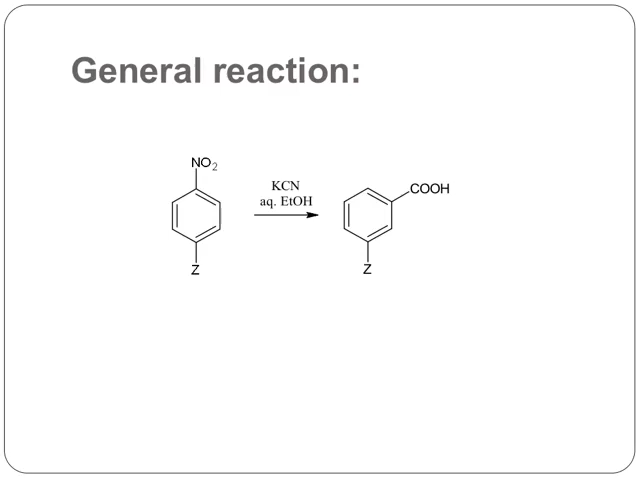 General reaction:
NO2
KCN
aq. EtOH
COOH
Z
Z